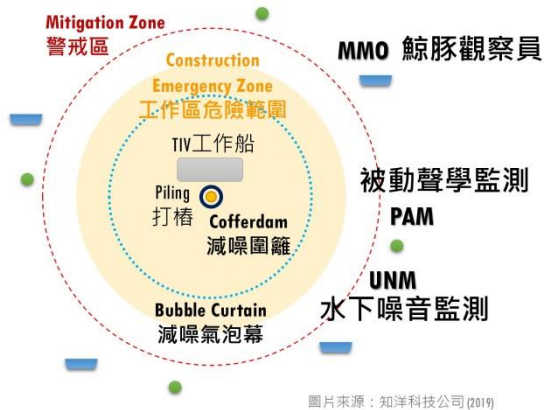 Mitigation Zone
警戒區
MMO 鯨豚觀察員
Construction
Emergency Zone
工作區危險範圍
TIV工作船
Piling
打樁
Cofferdam
減噪圍籬
被動聲學監測
PAM
UNM
水下噪音監測
Bubble Curtain
減噪氣泡幕
圖片來源：知洋科技公司(2019)